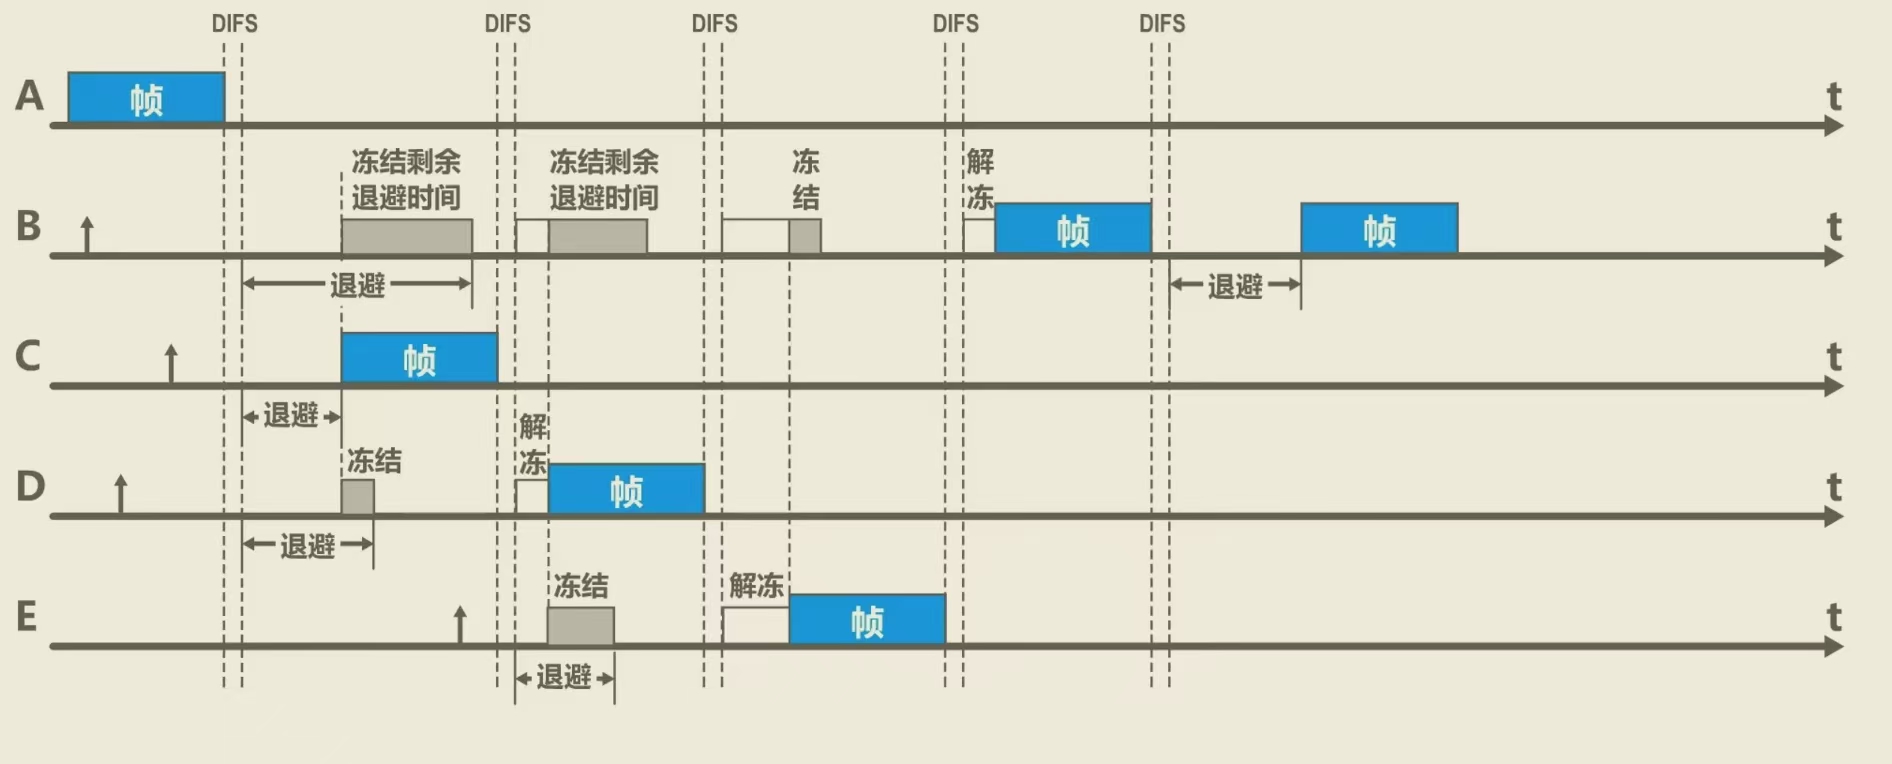 DIFS DIFS DIFS DIFS DIFS
A 帧 t
冻结剩余 冻结剩余 冻 解
退避时间 退避时间 结 冻
B 帧 帧 t
退避 退避
C 帧 t
退避 解
冻结 冻
D 帧 t
退避
冻结 解冻
E 帧 t
退避